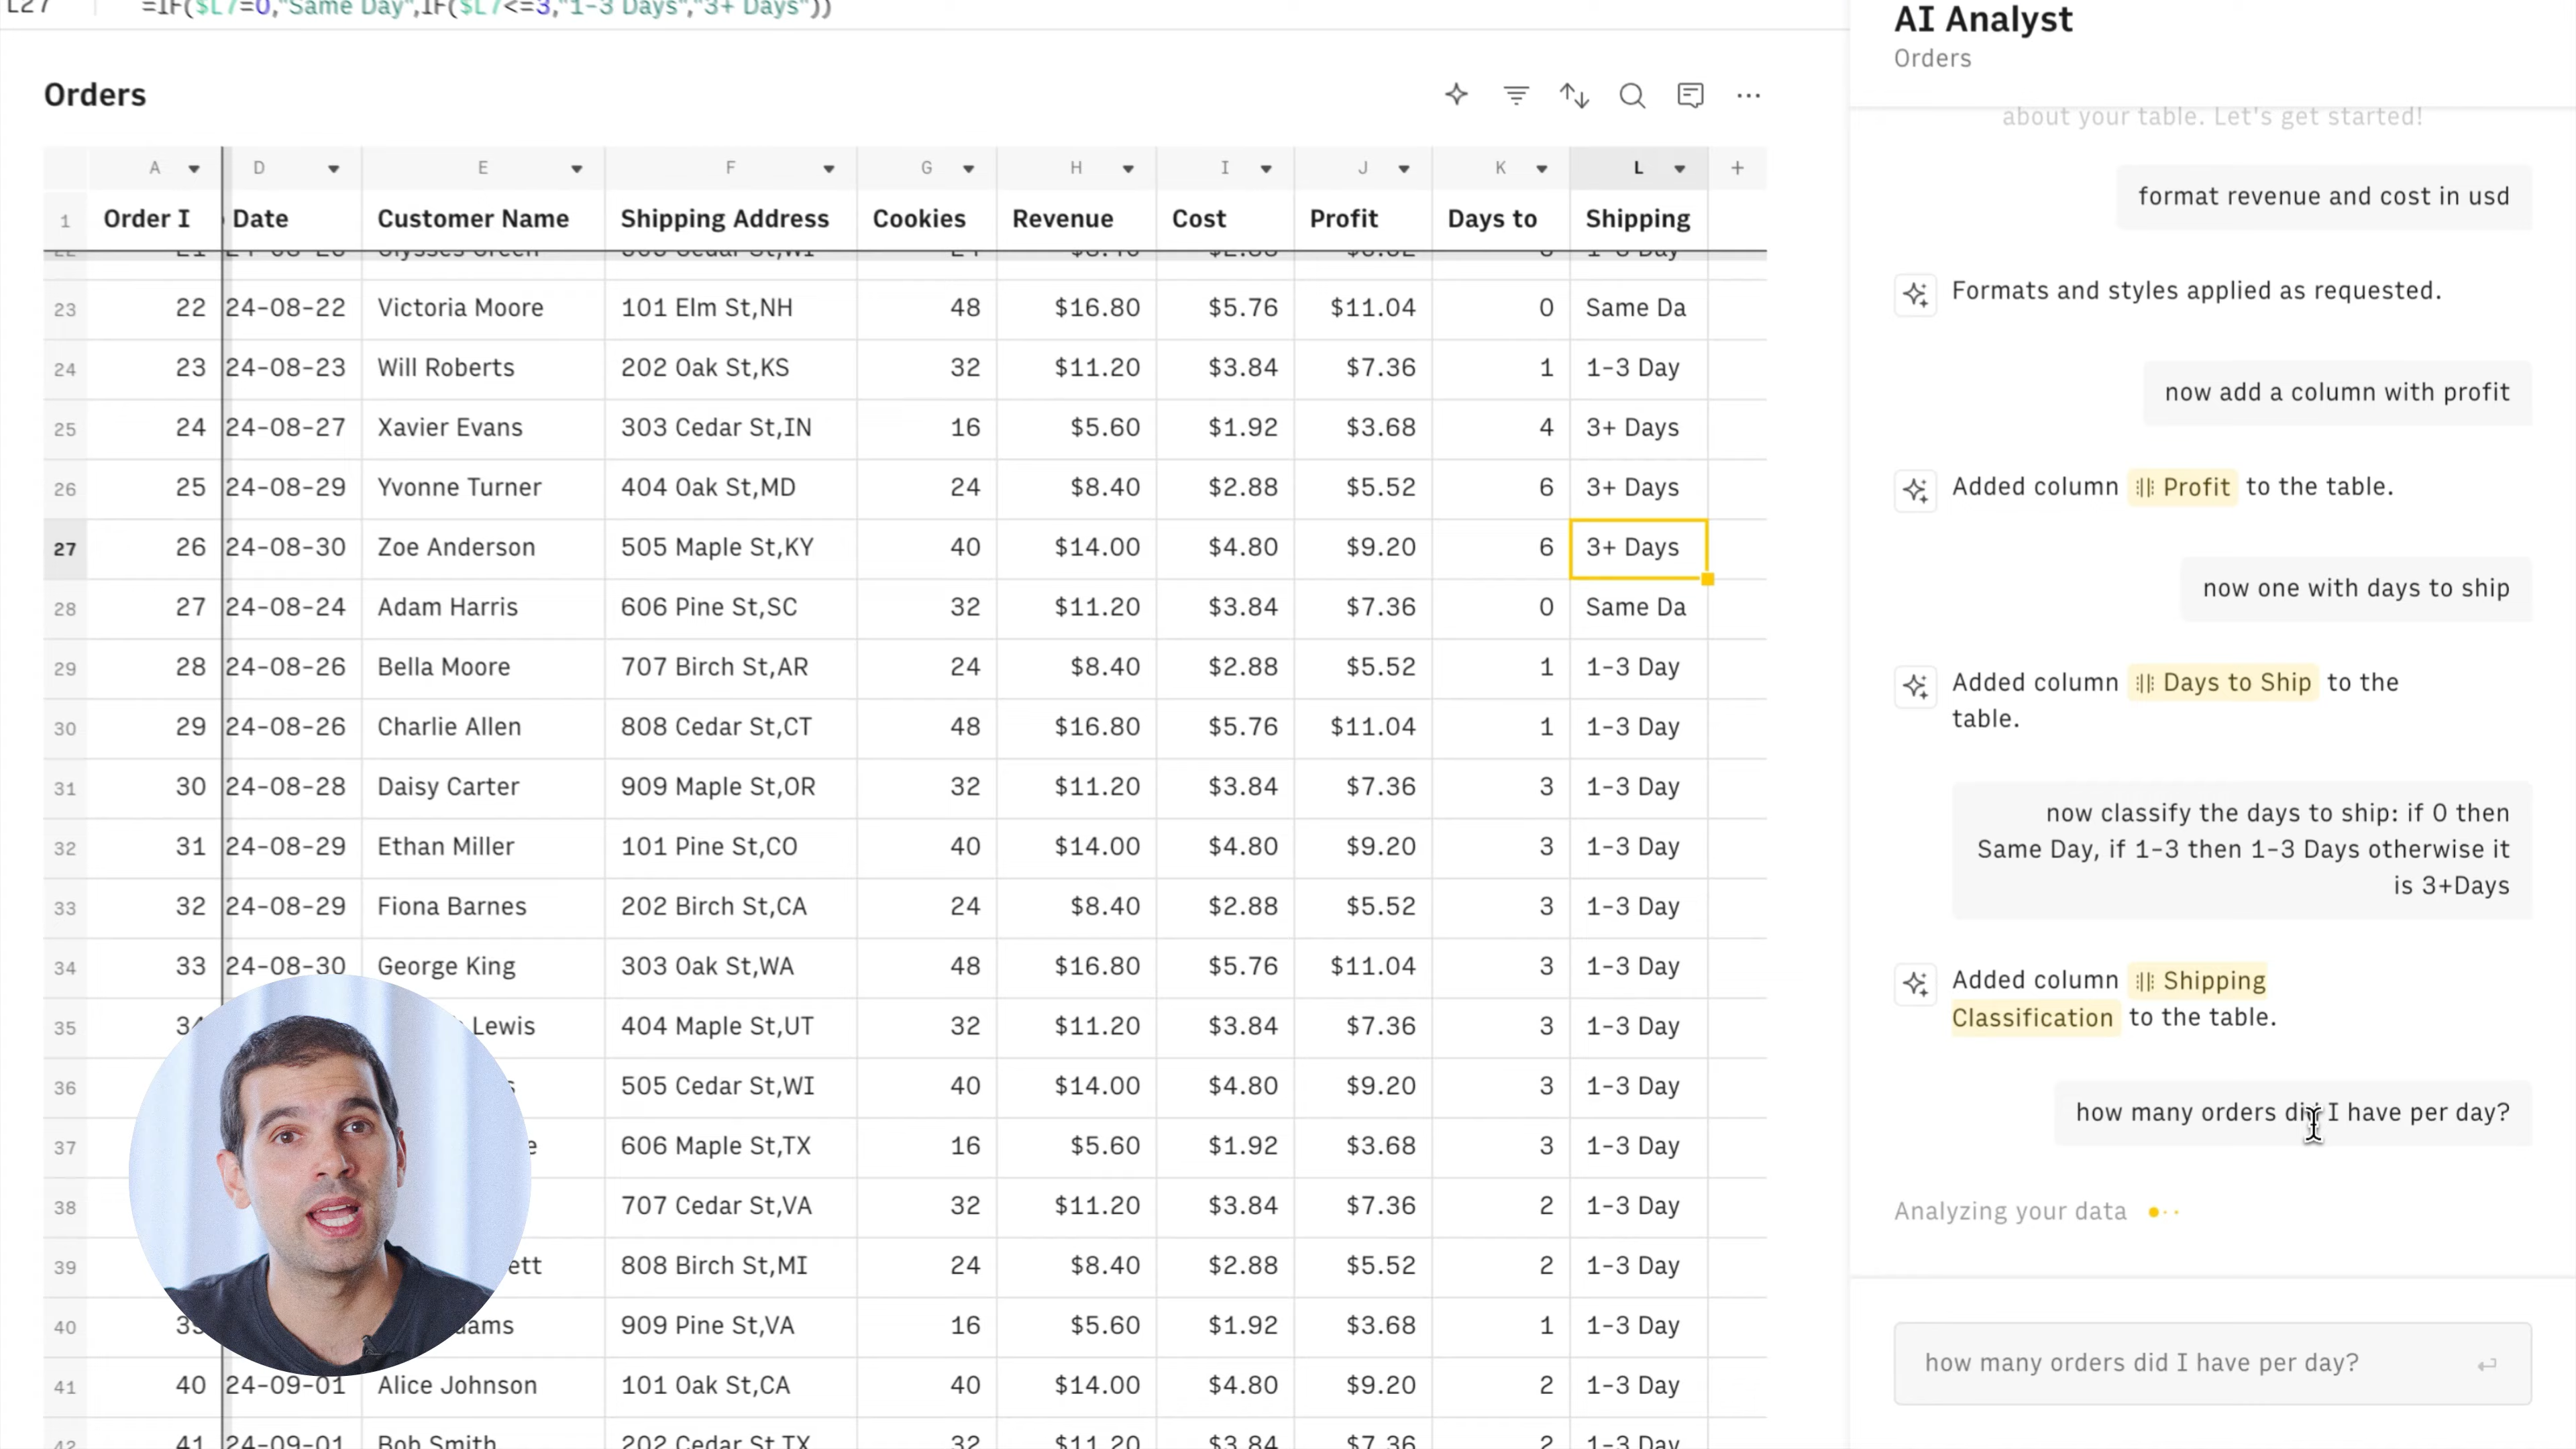 L27 =IF($L7=0,"Same Day",IF($L7<=3,"1-3 Days","3+ Days"))
Orders
A D E F G H I J K L +
1 Order I Date Customer Name Shipping Address Cookies Revenue Cost Profit Days to Shipping
23 22 24-08-22 Victoria Moore 101 Elm St,NH 48 $16.80 $5.76 $11.04 0 Same Da
24 23 24-08-23 Will Roberts 202 Oak St,KS 32 $11.20 $3.84 $7.36 1 1-3 Day
25 24 24-08-27 Xavier Evans 303 Cedar St,IN 16 $5.60 $1.92 $3.68 4 3+ Days
26 25 24-08-29 Yvonne Turner 404 Oak St,MD 24 $8.40 $2.88 $5.52 6 3+ Days
27 26 24-08-30 Zoe Anderson 505 Maple St,KY 40 $14.00 $4.80 $9.20 6 3+ Days
28 27 24-08-24 Adam Harris 606 Pine St,SC 32 $11.20 $3.84 $7.36 0 Same Da
29 28 24-08-26 Bella Moore 707 Birch St,AR 24 $8.40 $2.88 $5.52 1 1-3 Day
30 29 24-08-26 Charlie Allen 808 Cedar St,CT 48 $16.80 $5.76 $11.04 1 1-3 Day
31 30 24-08-28 Daisy Carter 909 Maple St,OR 32 $11.20 $3.84 $7.36 3 1-3 Day
32 31 24-08-29 Ethan Miller 101 Pine St,CO 40 $14.00 $4.80 $9.20 3 1-3 Day
33 32 24-08-29 Fiona Barnes 202 Birch St,CA 24 $8.40 $2.88 $5.52 3 1-3 Day
34 33 24-08-30 George King 303 Oak St,WA 48 $16.80 $5.76 $11.04 3 1-3 Day
35 Lewis 404 Maple St,UT 32 $11.20 $3.84 $7.36 3 1-3 Day
36 505 Cedar St,WI 40 $14.00 $4.80 $9.20 3 1-3 Day
37 606 Maple St,TX 16 $5.60 $1.92 $3.68 3 1-3 Day
38 707 Cedar St,VA 32 $11.20 $3.84 $7.36 2 1-3 Day
39 ett 808 Birch St,MI 24 $8.40 $2.88 $5.52 2 1-3 Day
40 ams 909 Pine St,VA 16 $5.60 $1.92 $3.68 1 1-3 Day
41 40 24-09-01 Alice Johnson 101 Oak St,CA 40 $14.00 $4.80 $9.20 2 1-3 Day
42 41 24-09-01 Bob Smith 202 Cedar St,TX 32 $11.20 $3.84 $7.36 2 1-3 Day
AI Analyst
Orders
about your table. Let's get started!
format revenue and cost in usd
Formats and styles applied as requested.
now add a column with profit
Added column Profit to the table.
now one with days to ship
Added column Days to Ship to the
table.
now classify the days to ship: if 0 then
Same Day, if 1-3 then 1-3 Days otherwise it
is 3+Days
Added column Shipping
Classification to the table.
how many orders did I have per day?
Analyzing your data
how many orders did I have per day?